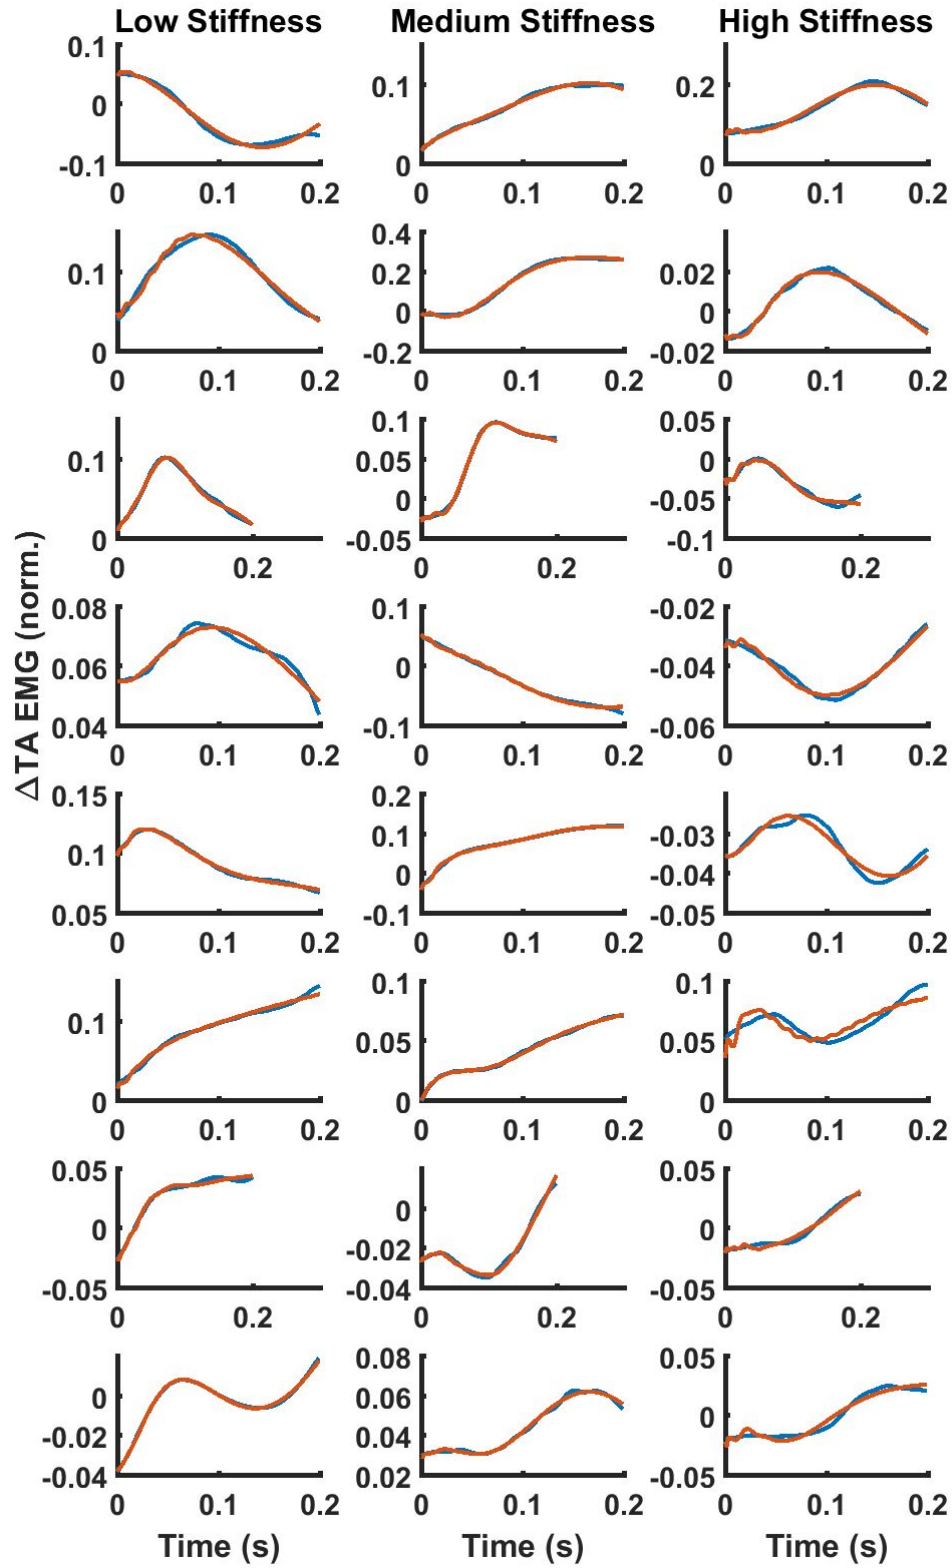 Low Stiffness Medium Stiffness High Stiffness
ΔTA EMG (norm.)
0.1 0.1 0.2
0 0 0
-0.1
0 0.1 0.2 0 0.1 0.2 0 0.1 0.2
0.1 0.4 0.02
0 0.2 0
0 -0.02
-0.2
0 0.1 0.2 0 0.1 0.2 0 0.1 0.2
0.1 0.1 0.05
0 0.05 0
0 -0.05
-0.05 -0.1
0 0.2 0 0.2 0 0.2
0.08 0.1 -0.02
0.06 0 -0.04
0.04 -0.1 -0.06
0 0.1 0.2 0 0.1 0.2 0 0.1 0.2
0.15 0.2 -0.03
0.1 0.1 -0.04
0.05 0 -0.05
-0.1
0 0.1 0.2 0 0.1 0.2 0 0.1 0.2
0.1 0.1 0.1
0 0.05 0.05
0 0
0 0.1 0.2 0 0.1 0.2 0 0.1 0.2
0.05 0 0.05
0 -0.02 0
-0.05 -0.04 -0.05
0 0.2 0 0.2 0 0.2
0 0.08 0.05
-0.02 0.06 0
-0.04 0.04 -0.05
0.02
0 0.1 0.2 0 0.1 0.2 0 0.1 0.2
Time (s) Time (s) Time (s)